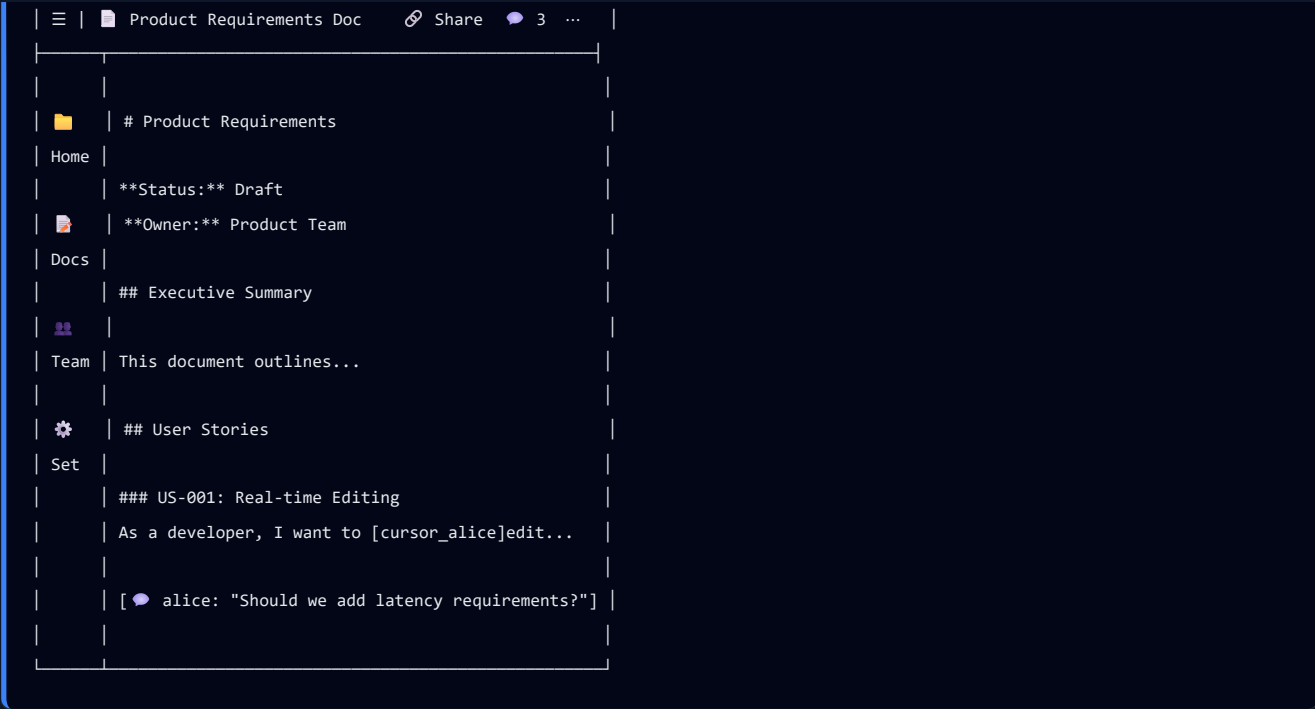 ☰ | 📄 Product Requirements Doc 🔗 Share 💬 3 ⋯
📁 # Product Requirements
Home
**Status:** Draft
📝 **Owner:** Product Team
Docs
## Executive Summary
👥
Team This document outlines...
⚙️ ## User Stories
Set
### US-001: Real-time Editing
As a developer, I want to [cursor_alice]edit...
[💬 alice: "Should we add latency requirements?"]